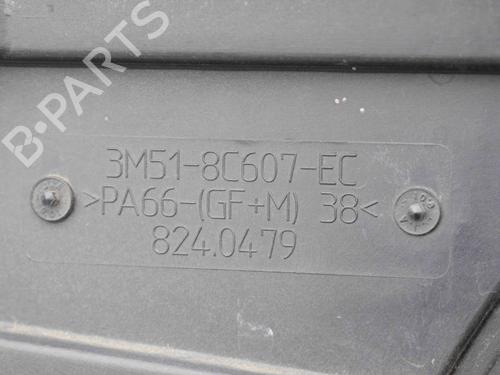 B-PARTS
3M51-8C607-EC
>PA66-(GF+M) 38<
824.0479